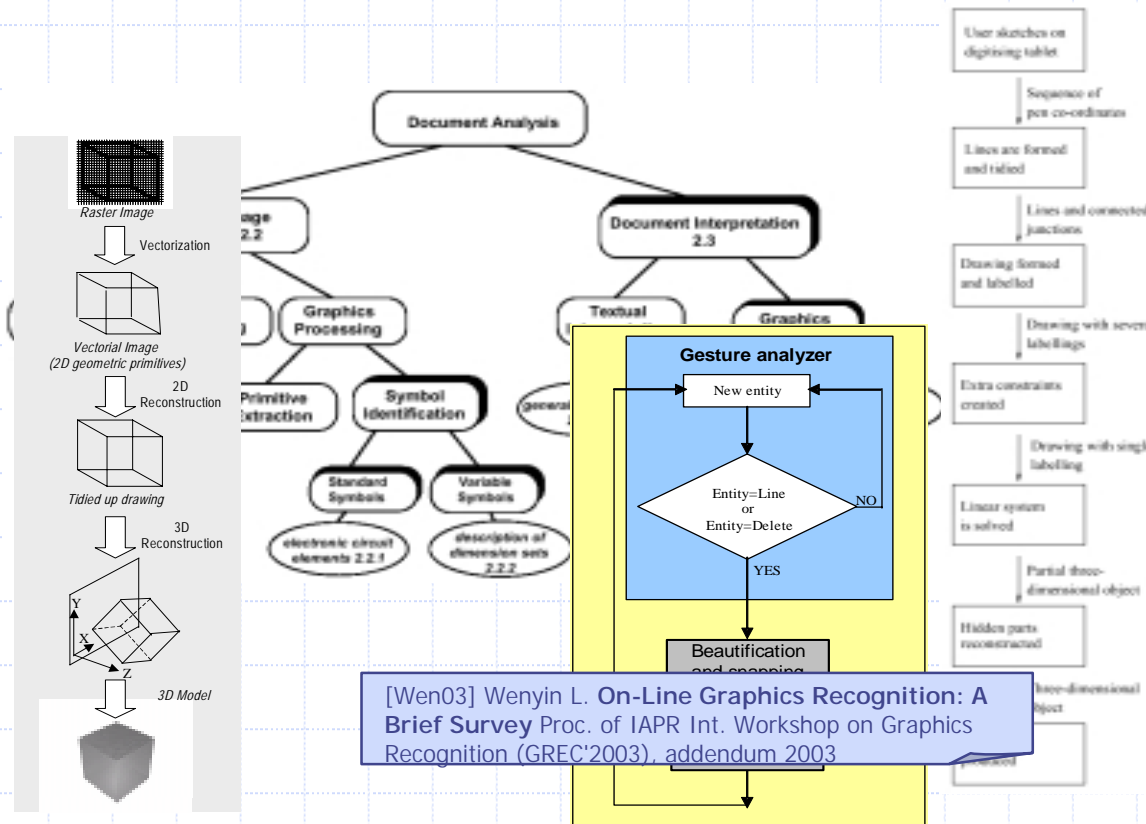 Raster Image
Vectorization
Vectorial Image
(2D geometric primitives)
2D
Reconstruction
Tidied up drawing
3D
Reconstruction
Y
X
Z
3D Model
Document Analysis
2.2
Document Interpretation
2.3
Graphics
Processing
Textual
Graphics
Primitive
Extraction
Symbol
Identification
Standard
Symbols
Variable
Symbols
electronic circuit
elements 2.2.1
description of
dimension sets
2.2.2
Gesture analyzer
New entity
Entity=Line
or
Entity=Delete
NO
YES
Beautification
and snapping
[Wen03] Wenyin L. On-Line Graphics Recognition: A
Brief Survey Proc. of IAPR Int. Workshop on Graphics
Recognition (GREC'2003), addendum 2003
User sketches on
digitising tablet
Sequence of
pen co-ordinates
Lines are formed
and tidied
Lines and connected
junctions
Drawing formed
and labelled
Drawing with
labellings
Extra constraints
created
Drawing with
labelling
Linear system
is solved
Partial three-
dimensional object
Hidden parts
reconstructed